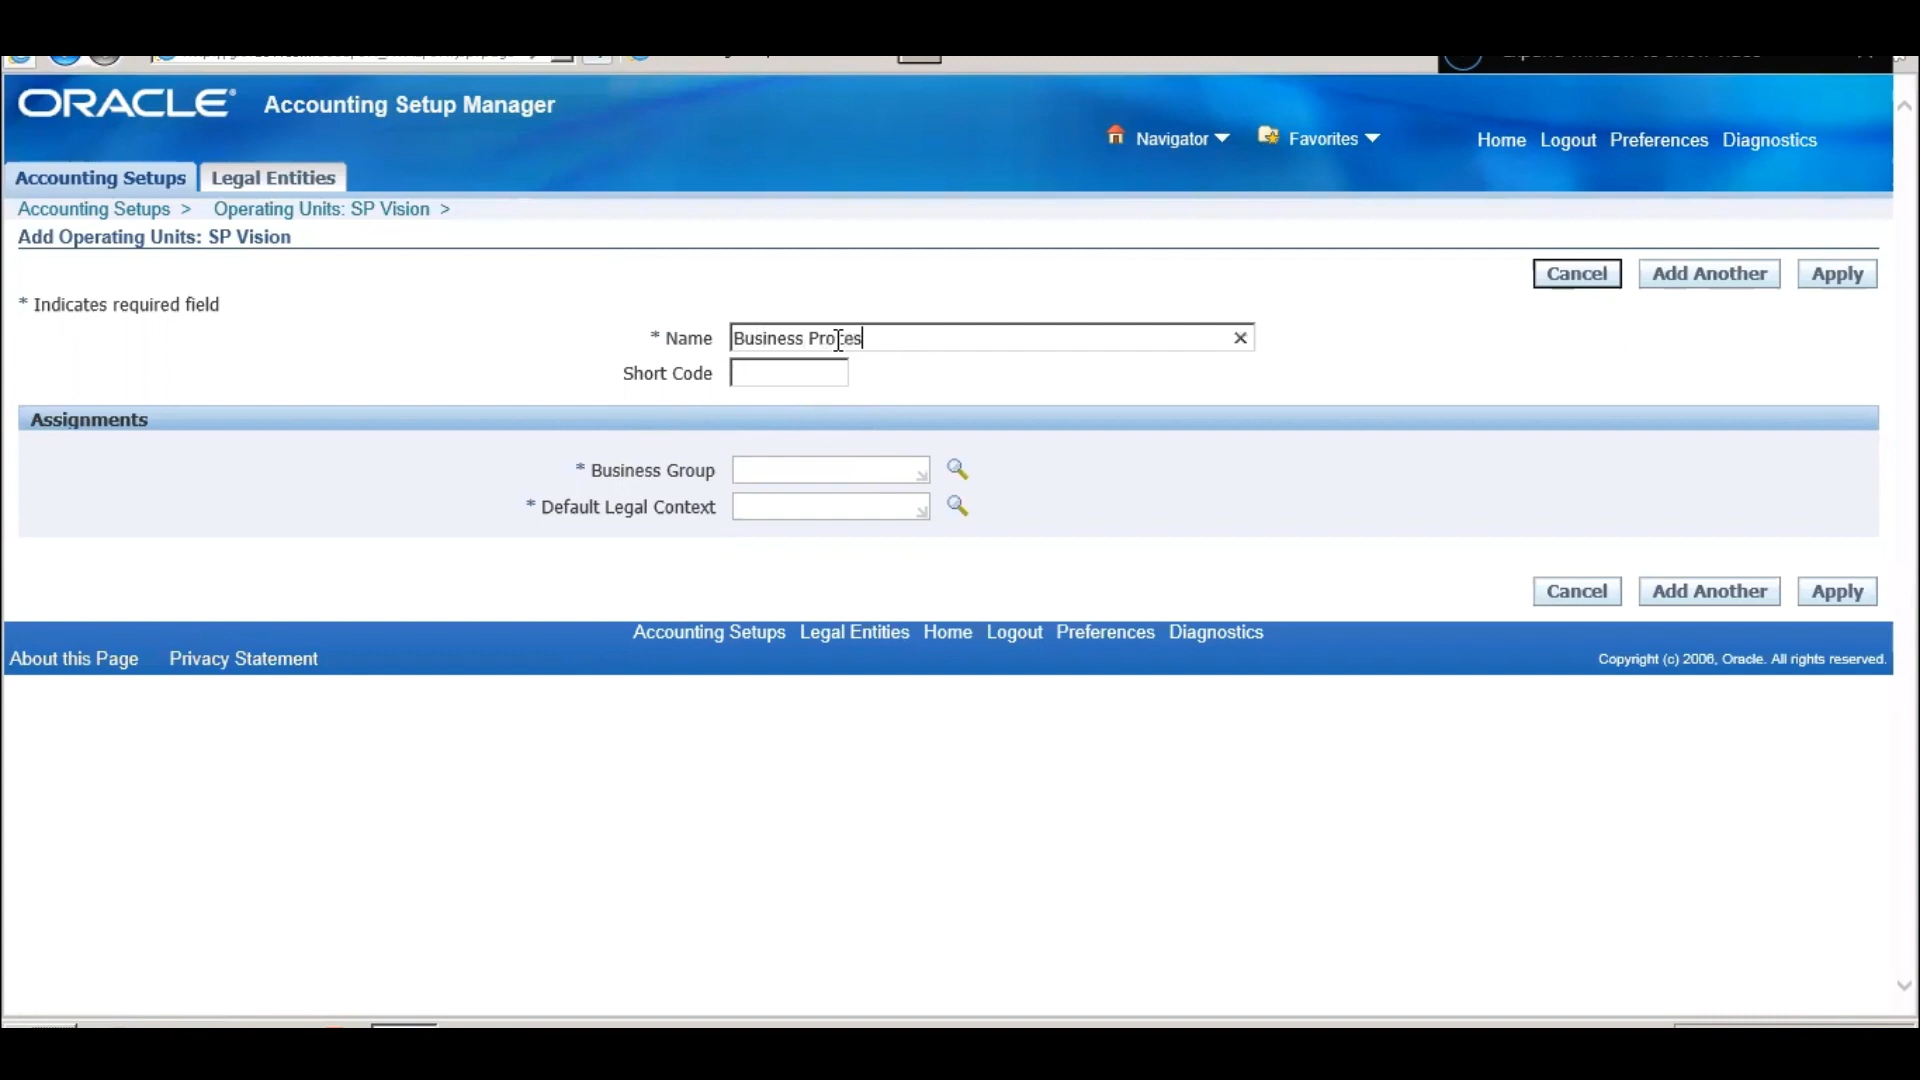 ORACLE® Accounting Setup Manager
Navigator Favorites Home Logout Preferences Diagnostics
Accounting Setups Legal Entities
Accounting Setups > Operating Units: SP Vision >
Add Operating Units: SP Vision
Cancel Add Another Apply
* Indicates required field
* Name Business Proces
Short Code
Assignments
* Business Group
* Default Legal Context
Cancel Add Another Apply
Accounting Setups Legal Entities Home Logout Preferences Diagnostics
About this Page Privacy Statement Copyright (c) 2006, Oracle. All rights reserved.